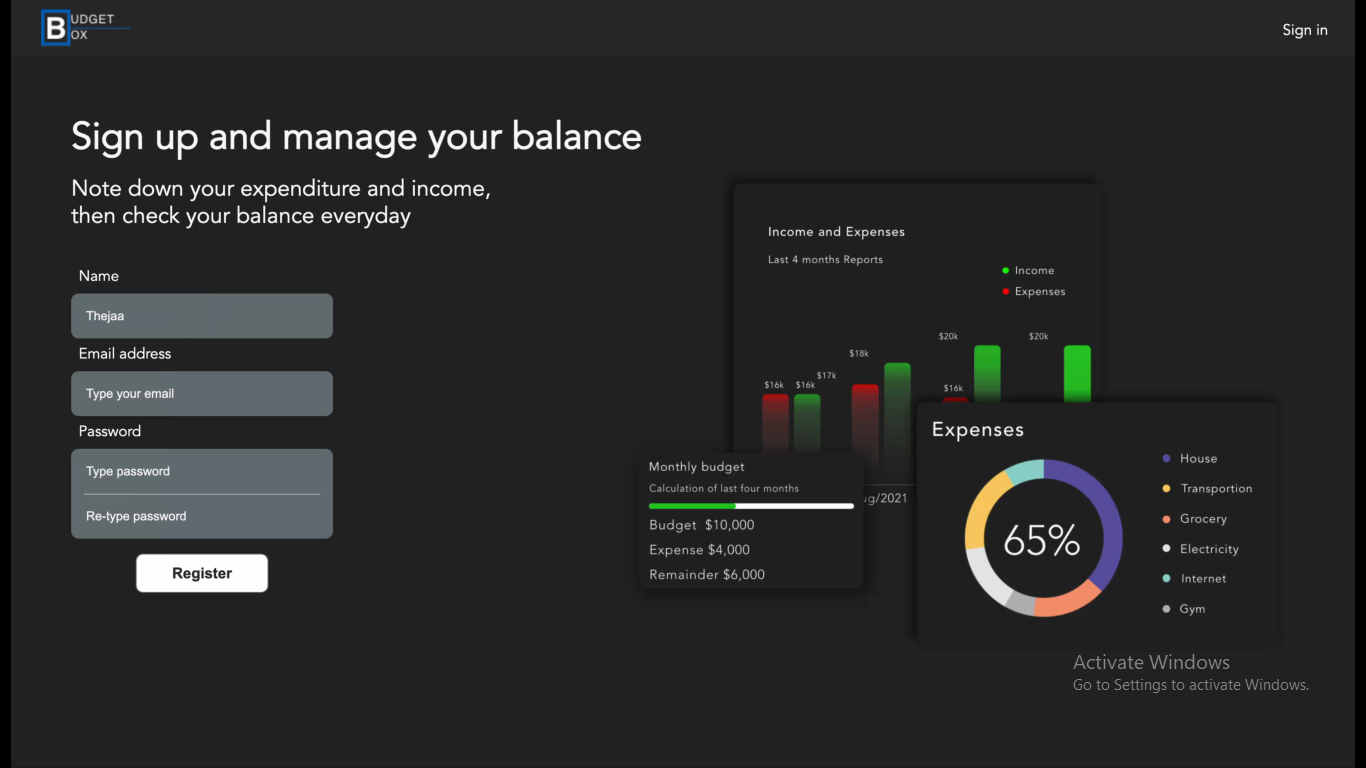 BUDGET
BOX
Sign in
Sign up and manage your balance
Note down your expenditure and income,
then check your balance everyday
Name
Thejaa
Email address
Type your email
Password
Type password
Re-type password
Register
Income and Expenses
Last 4 months Reports
Income
Expenses
$16k
$16k
$17k
$18k
$20k
$16k
$20k
ug/2021
Monthly budget
Calculation of last four months
Budget $10,000
Expense $4,000
Remainder $6,000
Expenses
65%
House
Transportion
Grocery
Electricity
Internet
Gym
Activate Windows
Go to Settings to activate Windows.